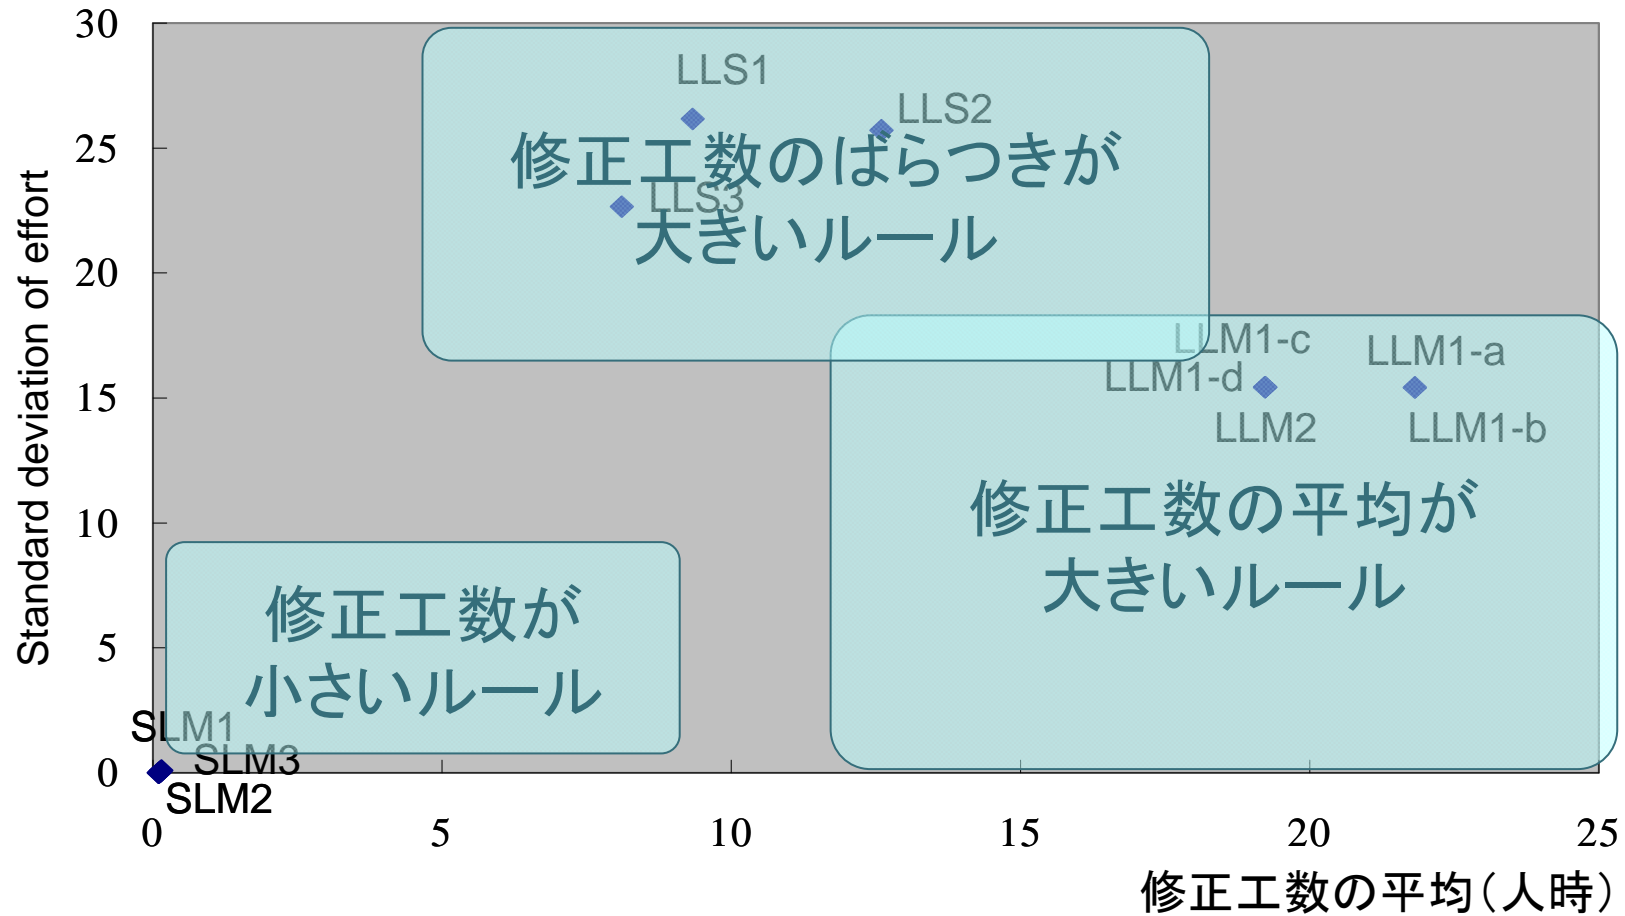 30
25
20
15
10
5
0
Standard deviation of effort
LLS1
LLS2
修正工数のばらつきが
LLS3
大きいルール
LLM1-c
LLM1-a
LLM1-d
LLM2
LLM1-b
修正工数の平均が
大きいルール
修正工数が
小さいルール
SLM1
SLM3
SLM2
0
5
10
15
20
25
修正工数の平均(人時)